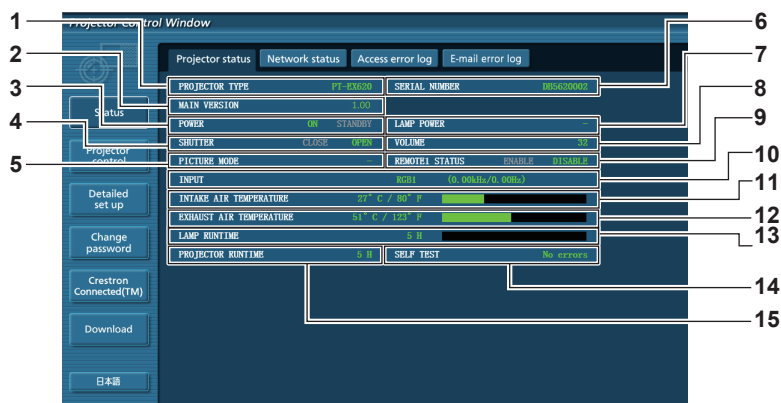 Projector Control Window
Projector status Network status Access error log E-mail error log
PROJECTOR TYPE PT-EX620 SERIAL NUMBER DB5620002
MAIN VERSION 1.00
POWER ON STANDBY LAMP POWER -
SHUTTER CLOSE OPEN VOLUME 32
PICTURE MODE - REMOTE1 STATUS ENABLE DISABLE
INPUT RGB1 (0.00kHz/0.00Hz)
INTAKE AIR TEMPERATURE 27° C / 80° F
EXHAUST AIR TEMPERATURE 51° C / 123° F
LAMP RUNTIME 5 H
PROJECTOR RUNTIME 5 H SELF TEST No errors
Status
Projector
control
Detailed
set up
Change
password
Crestron
Connected(TM)
Download
日本語
1
2
3
4
5
6
7
8
9
10
11
12
13
14
15